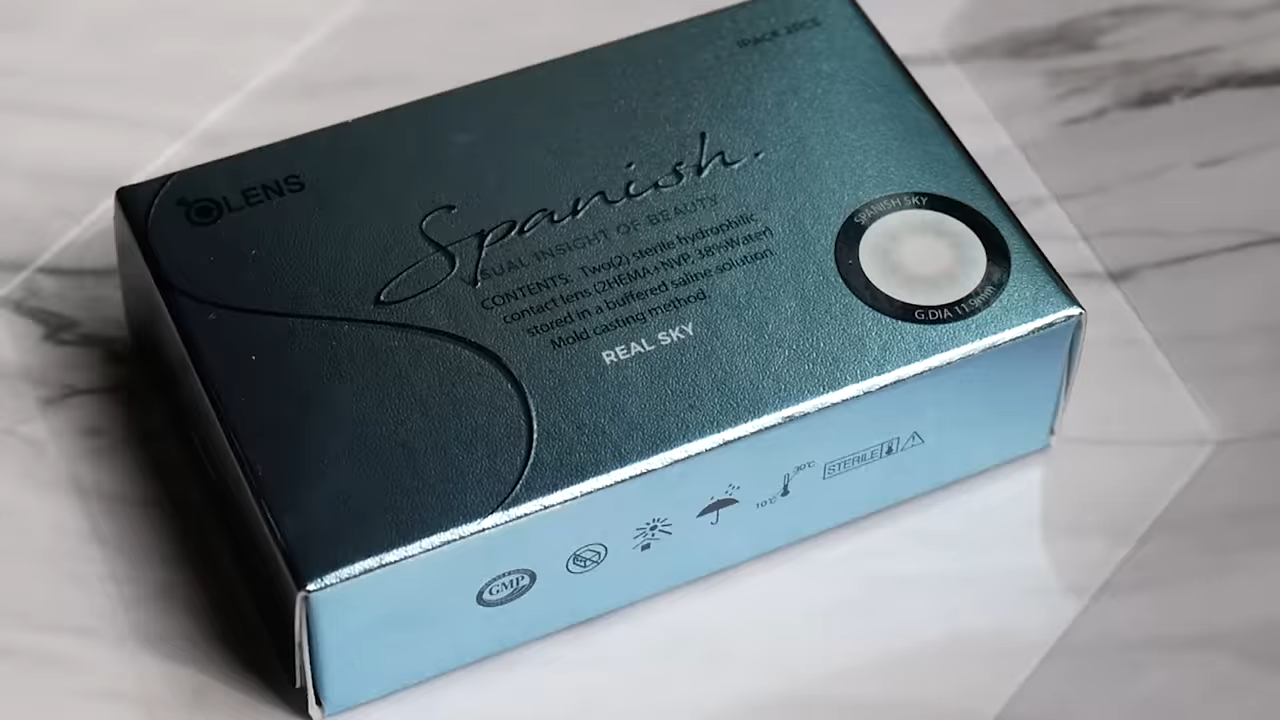 1PACK 2PCS
OLENS
Spanish.
SUAL INSIGHT OF BEAUTY
CONTENTS: Two(2) sterile hydrophilic
contact lens (2HEMA+NVP, 38%Water)
stored in a buffered saline solution.
Mold casting method.
REAL SKY
SPANISH SKY
G.DIA 11.9mm
GMP
10°C
30°C
STERILE